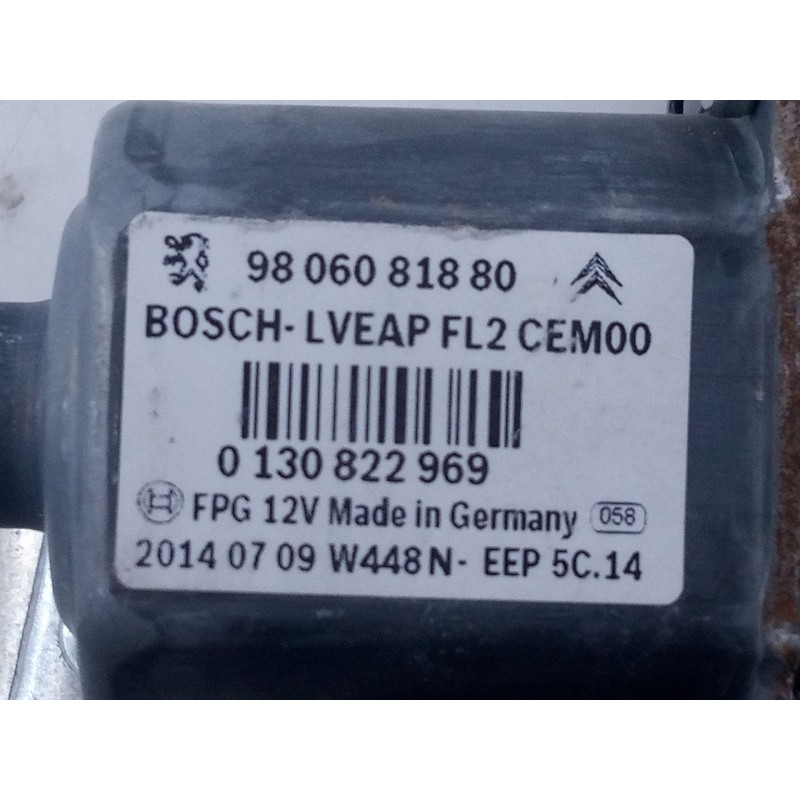 98 060 818 80
BOSCH- LVEAP FL2 CEM00
0 130 822 969
FPG 12V Made in Germany 058
2014 07 09 W448 N- EEP 5C.14